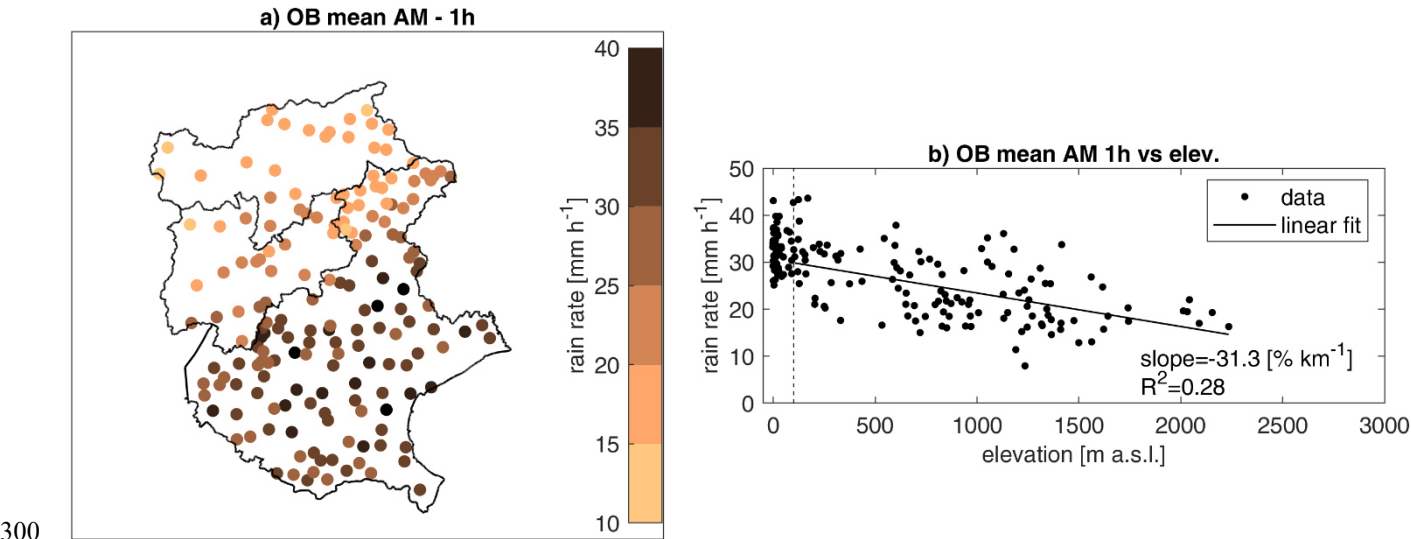 a) OB mean AM - 1h
40
35
30
25
20
15
10
rain rate [mm h⁻¹]
b) OB mean AM 1h vs elev.
50
40
30
20
10
0
rain rate [mm h⁻¹]
data
linear fit
slope=-31.3 [% km⁻¹]
R²=0.28
0 500 1000 1500 2000 2500 3000
elevation [m a.s.l.]
300